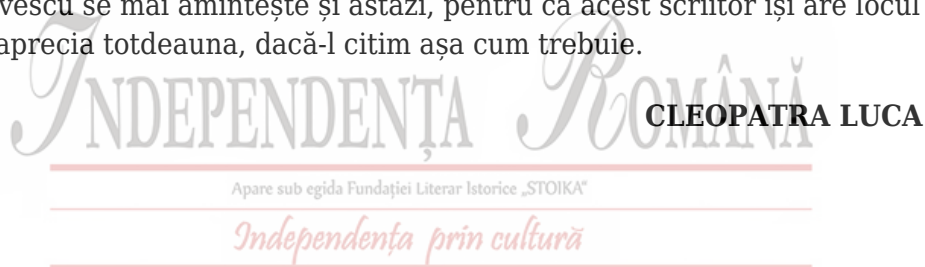 vescu se mai amintește și astăzi, pentru că acest scriitor își are locul
aprecia totdeauna, dacă-l citim așa cum trebuie.
INDEPENDENȚA ROMÂNĂ
CLEOPATRA LUCA
Apare sub egida Fundației Literar Istorice „STOIKA”
Independența prin cultură